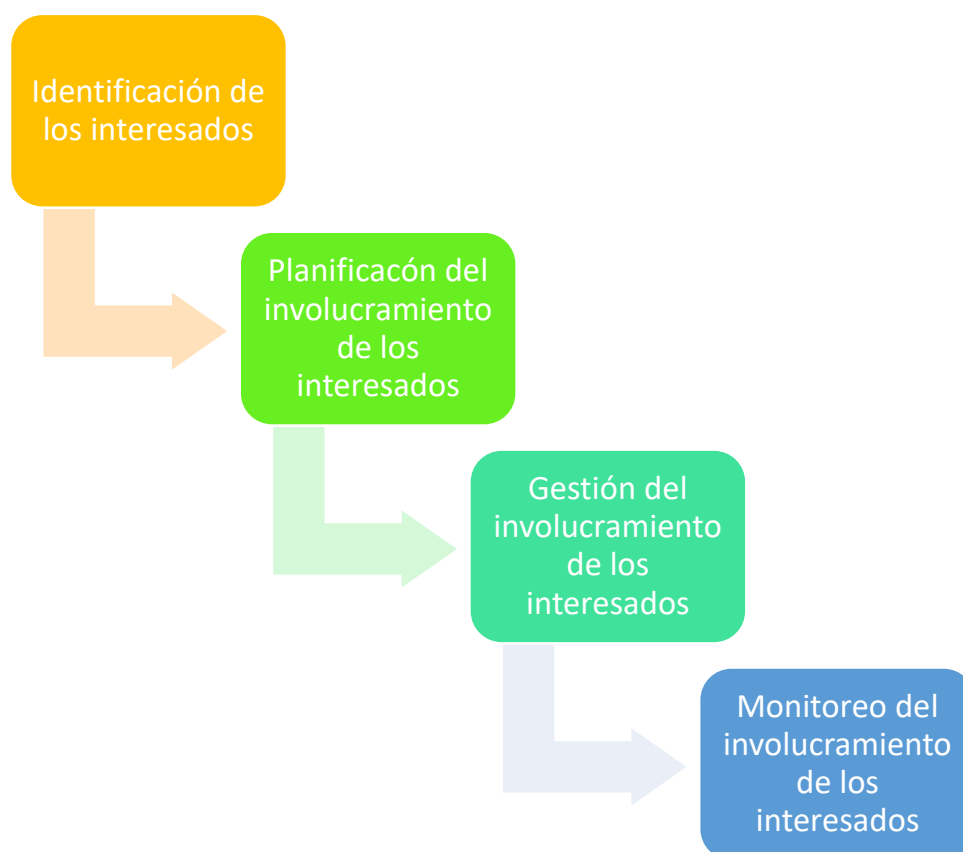 Identificación de
los interesados
Planificacón del
involucramiento
de los
interesados
Gestión del
involucramiento
de los
interesados
Monitoreo del
involucramiento
de los
interesados